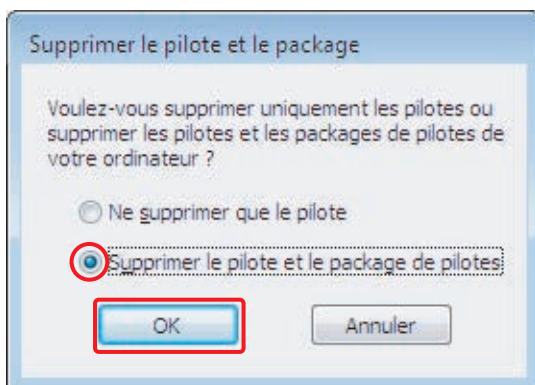 Supprimer le pilote et le package
Voulez-vous supprimer uniquement les pilotes ou
supprimer les pilotes et les packages de pilotes de
votre ordinateur ?
Ne supprimer que le pilote
Supprimer le pilote et le package de pilotes
OK
Annuler